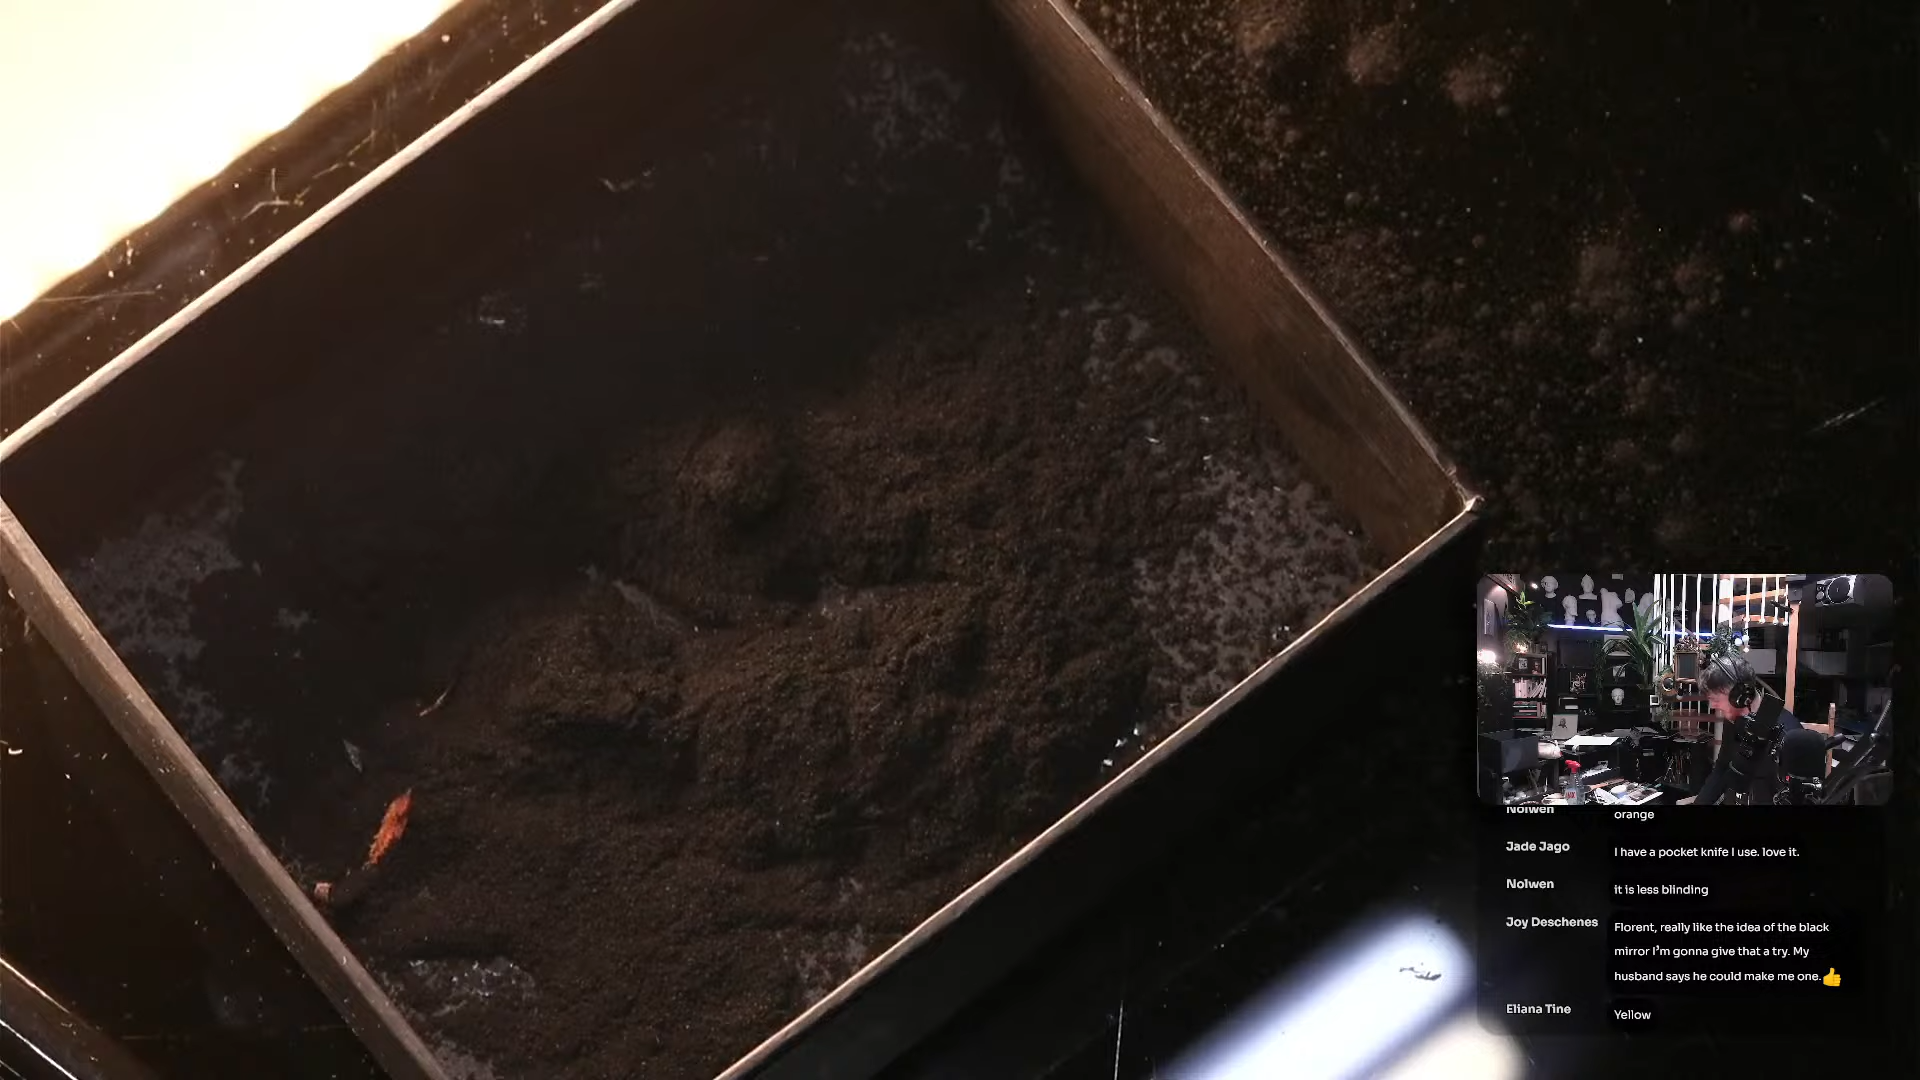 Nolwen
orange
Jade Jago
I have a pocket knife I use. love it.
Nolwen
it is less blinding
Joy Deschenes
Florent, really like the idea of the black
mirror I'm gonna give that a try. My
husband says he could make me one.👍
Eliana Tine
Yellow